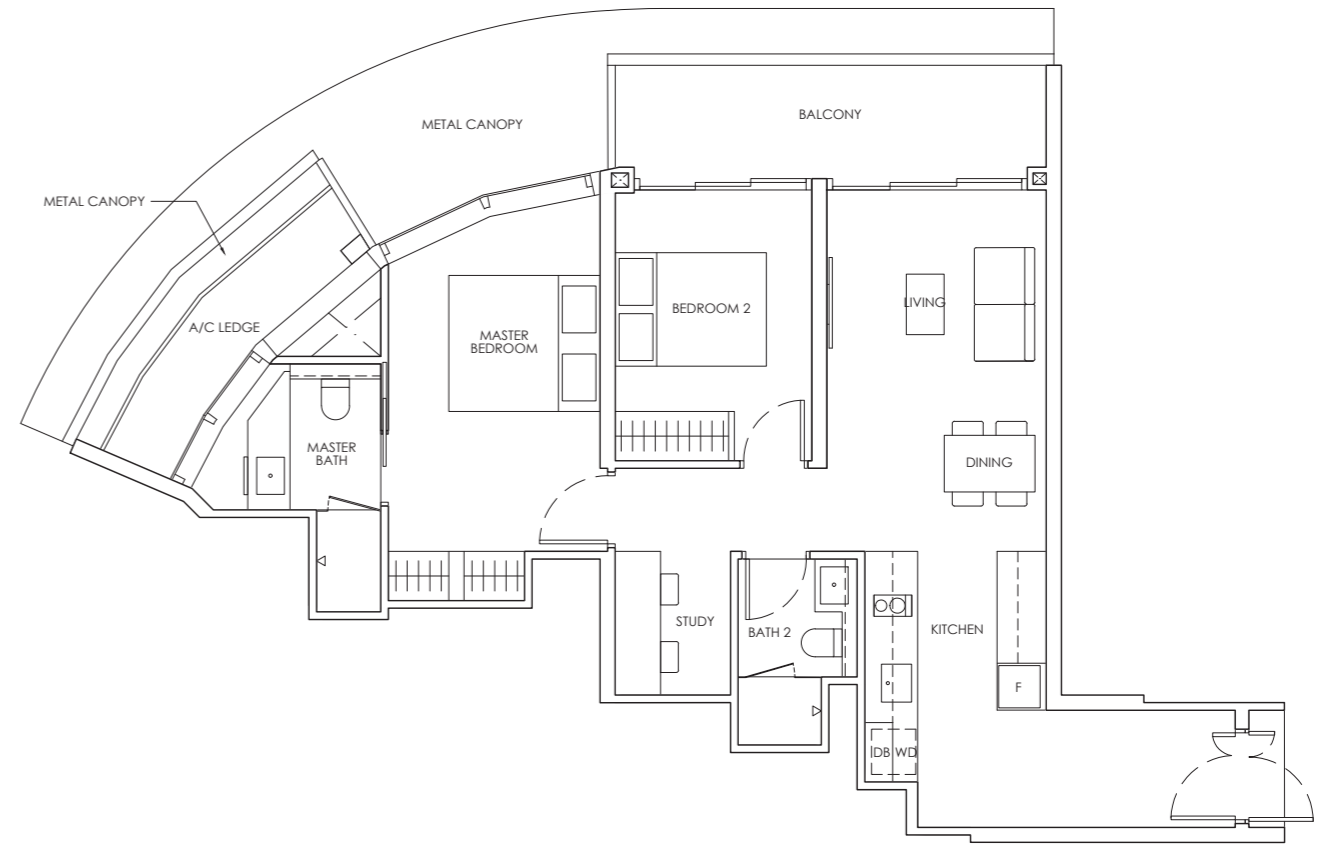 BALCONY
METAL CANOPY
METAL CANOPY
LIVING
BEDROOM 2
A/C LEDGE
MASTER
BEDROOM
MASTER
BATH
DINING
STUDY
BATH 2
KITCHEN
F
DB WD